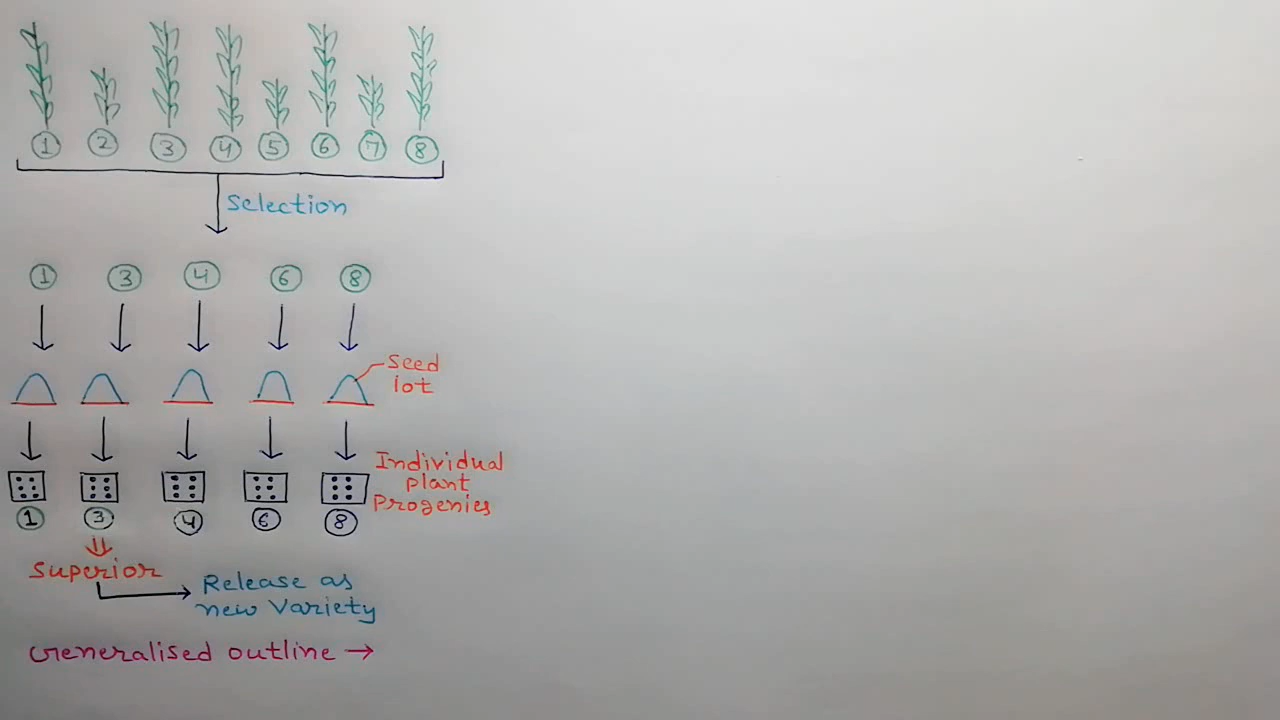 1 2 3 4 5 6 7 8
Selection
1 3 4 6 8
Seed
lot
Individual
plant
Progenies
1 3 4 6 8
Superior
Release as
new Variety
Generalised outline →